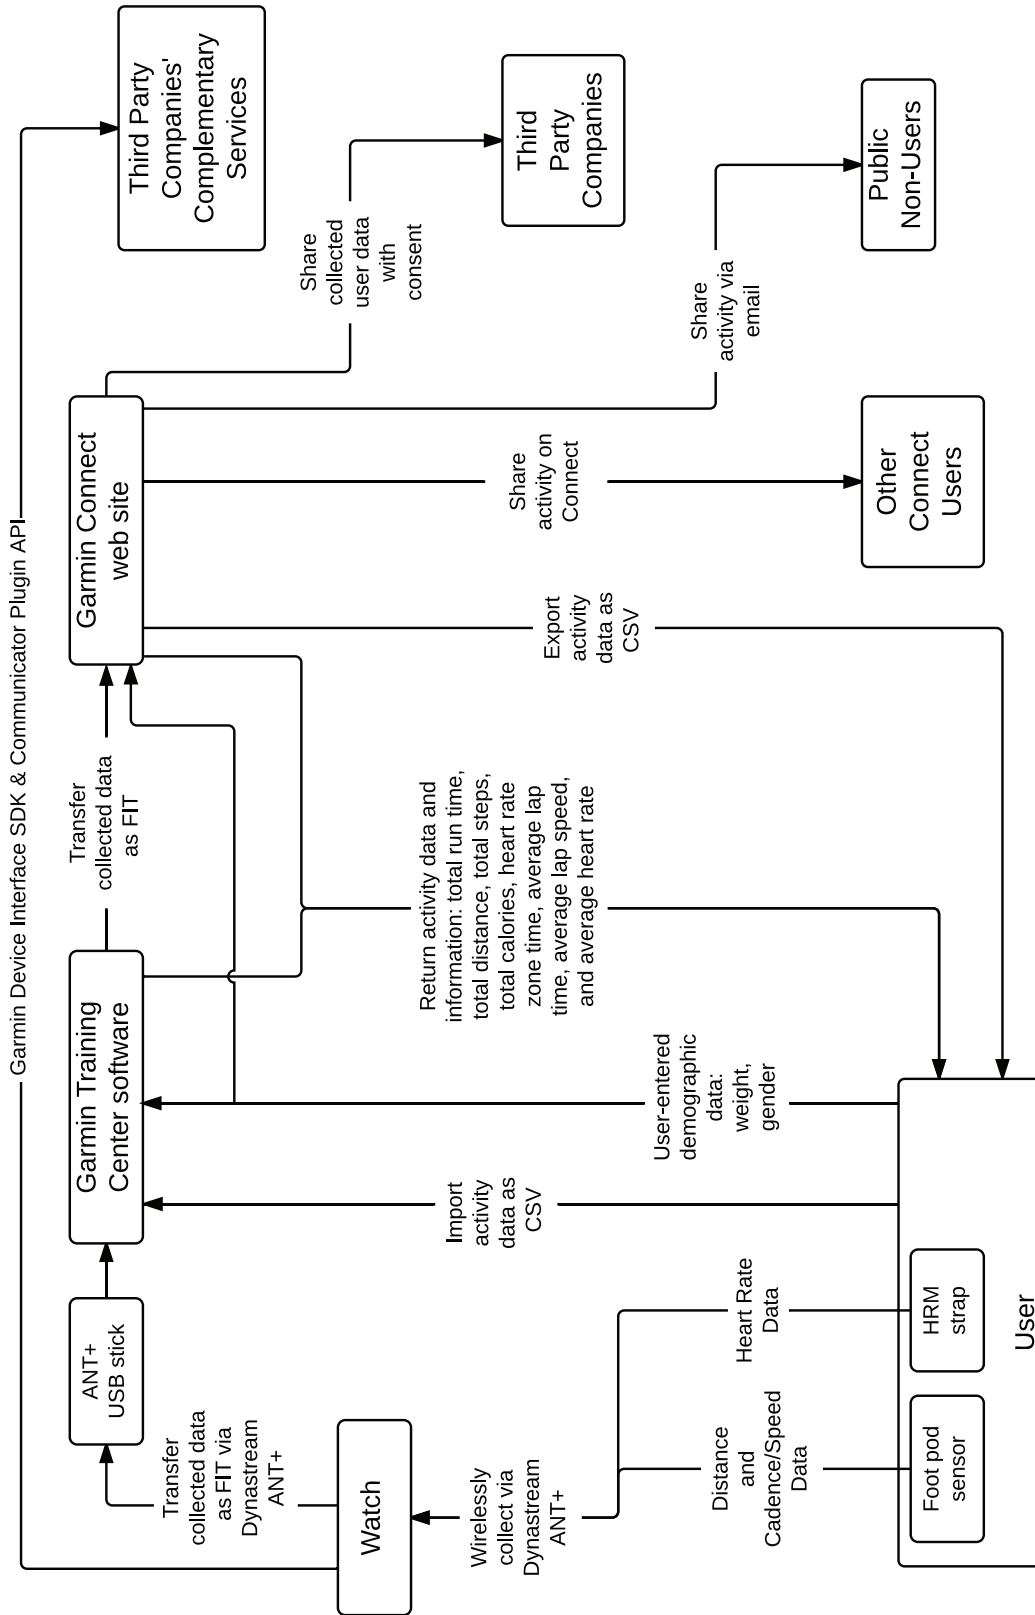 Garmin Device Interface SDK & Communicator Plugin API
Third Party
Companies'
Complementary
Services
Share
collected
user data
with
consent
Third
Party
Companies
Share
activity via
email
Public
Non-Users
Garmin Connect
web site
Share
activity on
Connect
Other
Connect
Users
Export
activity
data as
CSV
Transfer
collected data
as FIT
Return activity data and
information: total run time,
total distance, total steps,
total calories, heart rate
zone time, average lap
time, average lap speed,
and average heart rate
Garmin Training
Center software
User-entered
demographic
data:
weight,
gender
Import
activity
data as
CSV
ANT+
USB stick
Transfer
collected data
as FIT via
Dynastream
ANT+
Watch
Wirelessly
collect via
Dynastream
ANT+
Heart Rate
Data
Distance
and
Cadence/Speed
Data
HRM
strap
Foot pod
sensor
User